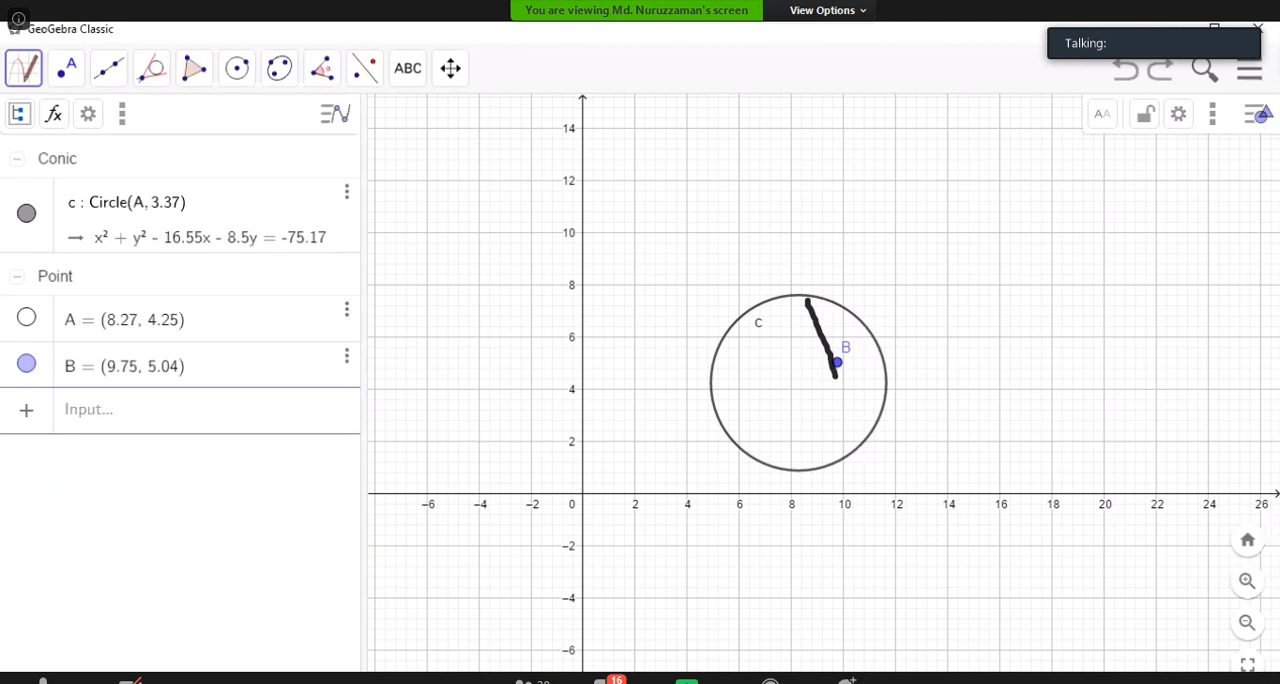 You are viewing Md. Nuruzzaman's screen
View Options
GeoGebra Classic
Talking:
A
ABC
fx
AA
Conic
c : Circle(A, 3.37)
→ x² + y² - 16.55x - 8.5y = -75.17
Point
A = (8.27, 4.25)
B = (9.75, 5.04)
+ Input...
14
12
10
8
6
4
2
-6 -4 -2 0 2 4 6 8 10 12 14 16 18 20 22 24 26
-2
-4
-6
c
B
16